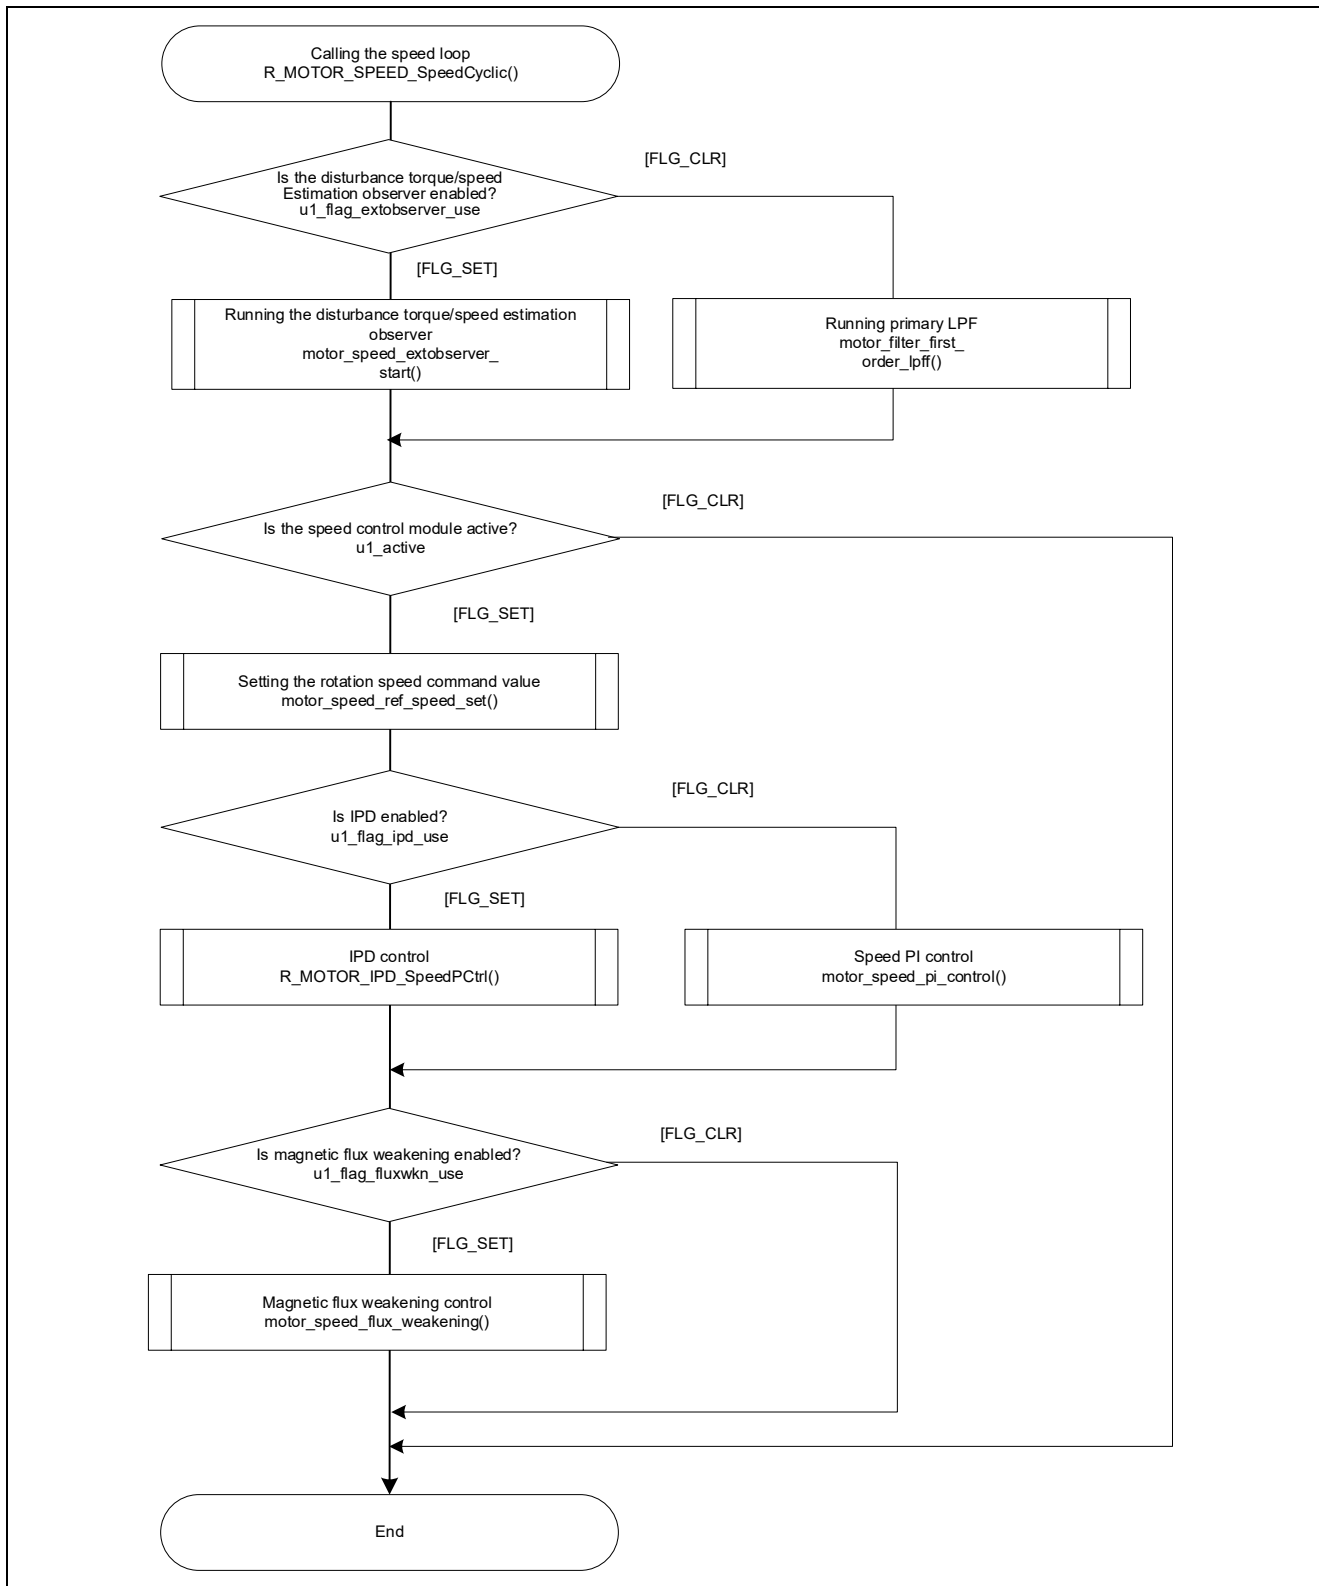 Calling the speed loop
R_MOTOR_SPEED_SpeedCyclic()
[FLG_CLR]
Is the disturbance torque/speed
Estimation observer enabled?
u1_flag_extobserver_use
[FLG_SET]
Running the disturbance torque/speed estimation
observer
motor_speed_extobserver_
start()
Running primary LPF
motor_filter_first_
order_lpff()
[FLG_CLR]
Is the speed control module active?
u1_active
[FLG_SET]
Setting the rotation speed command value
motor_speed_ref_speed_set()
[FLG_CLR]
Is IPD enabled?
u1_flag_ipd_use
[FLG_SET]
IPD control
R_MOTOR_IPD_SpeedPCtrl()
Speed PI control
motor_speed_pi_control()
[FLG_CLR]
Is magnetic flux weakening enabled?
u1_flag_fluxwkn_use
[FLG_SET]
Magnetic flux weakening control
motor_speed_flux_weakening()
End